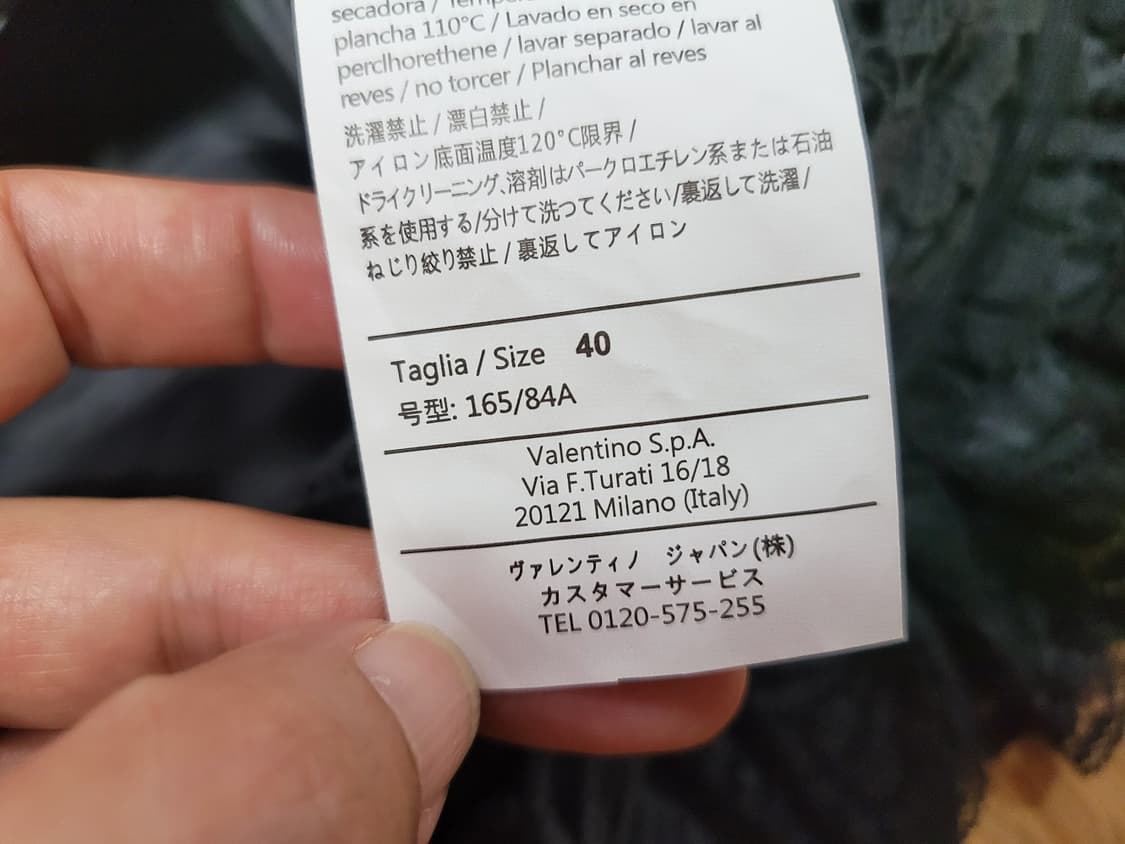 secadora / Temper
plancha 110°C / Lavado en seco en
perclhorethene / lavar separado / lavar al
reves / no torcer / Planchar al reves
洗濯禁止 / 漂白禁止 /
アイロン底面温度120°C限界 /
ドライクリーニング、溶剤はパークロエチレン系または石油
系を使用する/分けて洗つてください/裏返して洗濯/
ねじり絞り禁止 / 裏返してアイロン
Taglia / Size 40
号型: 165/84A
Valentino S.p.A.
Via F.Turati 16/18
20121 Milano (Italy)
ヴァレンティノ ジャパン(株)
カスタマーサービス
TEL 0120-575-255